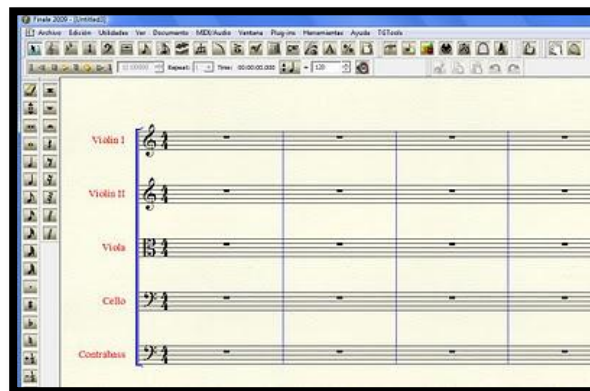 Finale 2009 - [Untitled3]
Archivo Edición Utilidades Ver Documento MIDI/Audio Ventana Plug-ins Herramientas Ayuda TGTools
Repeat: Time: 00:00:00.000 = 120
Violin I
Violin II
Viola
Cello
Contrabass